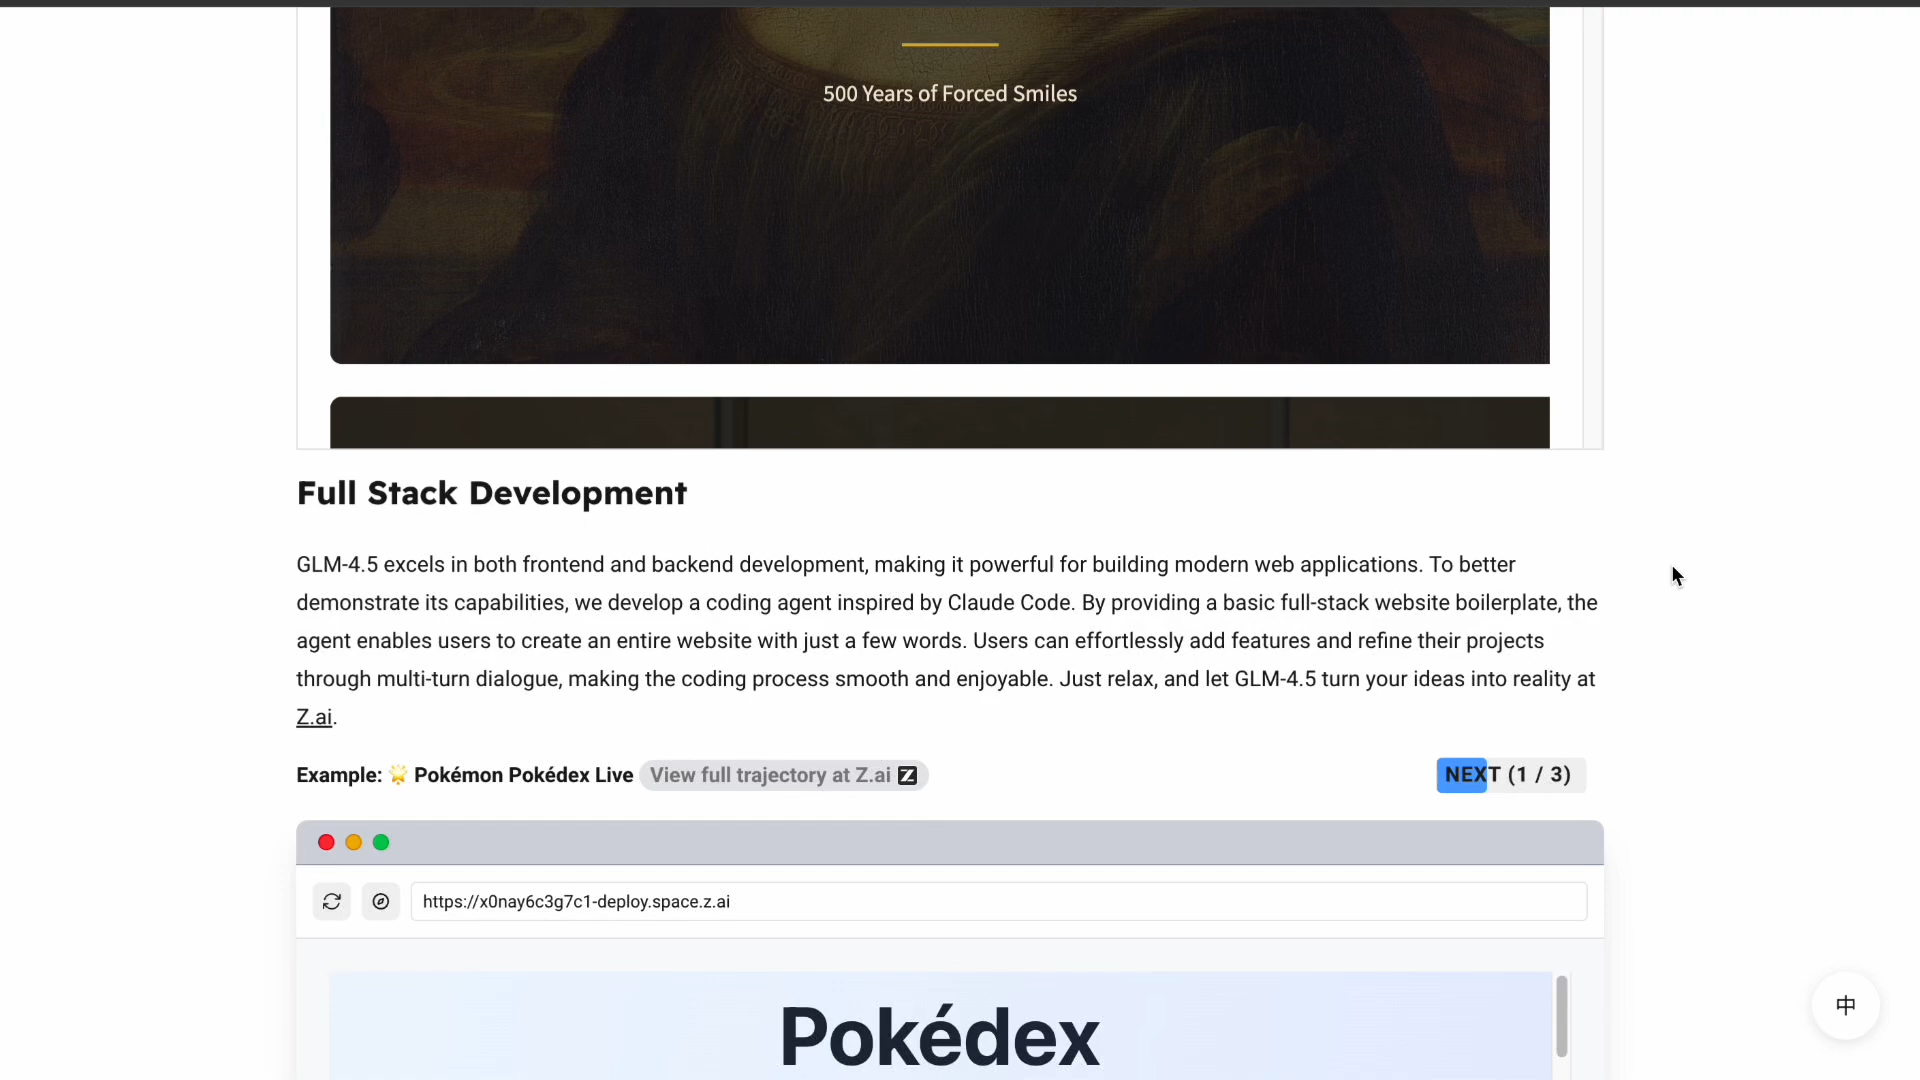 500 Years of Forced Smiles
Full Stack Development
GLM-4.5 excels in both frontend and backend development, making it powerful for building modern web applications. To better
demonstrate its capabilities, we develop a coding agent inspired by Claude Code. By providing a basic full-stack website boilerplate, the
agent enables users to create an entire website with just a few words. Users can effortlessly add features and refine their projects
through multi-turn dialogue, making the coding process smooth and enjoyable. Just relax, and let GLM-4.5 turn your ideas into reality at
Z.ai.
Example: 🌟 Pokémon Pokédex Live View full trajectory at Z.ai Z
NEXT (1 / 3)
https://x0nay6c3g7c1-deploy.space.z.ai
Pokédex
中